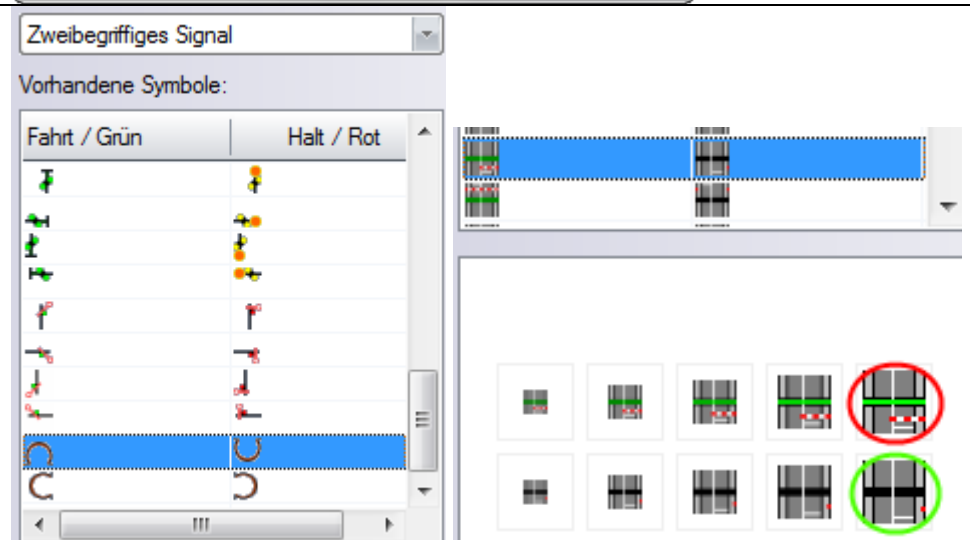 Zweibegriffiges Signal
Vorhandene Symbole:
Fahrt / Grün Halt / Rot